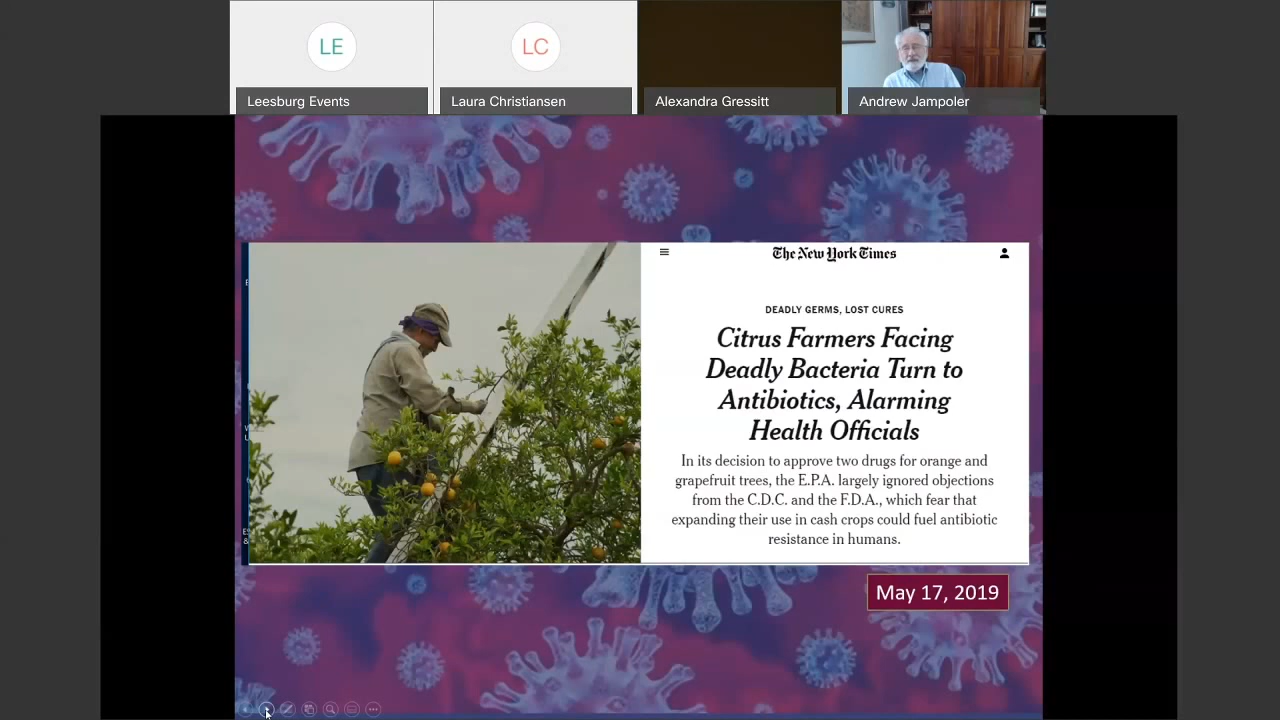 LE
LC
Leesburg Events
Laura Christiansen
Alexandra Gressitt
Andrew Jampoler
The New York Times
DEADLY GERMS, LOST CURES
Citrus Farmers Facing
Deadly Bacteria Turn to
Antibiotics, Alarming
Health Officials
In its decision to approve two drugs for orange and
grapefruit trees, the E.P.A. largely ignored objections
from the C.D.C. and the F.D.A., which fear that
expanding their use in cash crops could fuel antibiotic
resistance in humans.
May 17, 2019